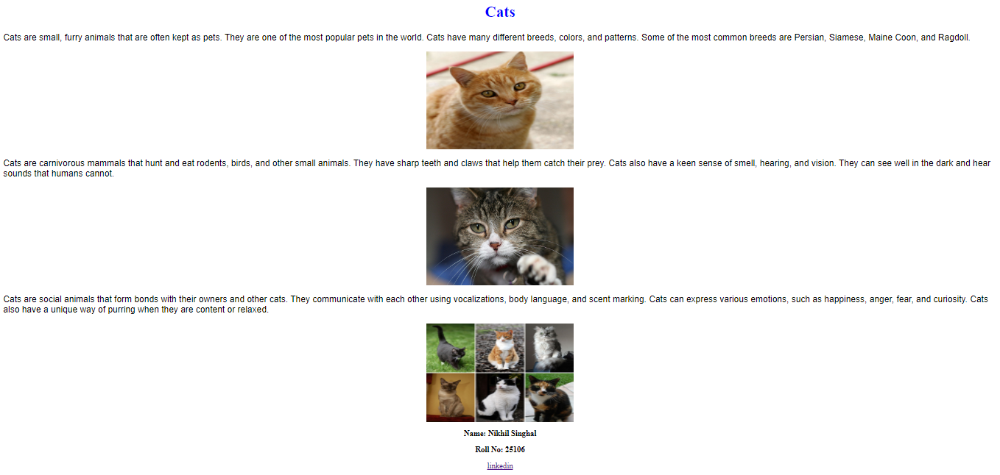 Cats
Cats are small, furry animals that are often kept as pets. They are one of the most popular pets in the world. Cats have many different breeds, colors, and patterns. Some of the most common breeds are Persian, Siamese, Maine Coon, and Ragdoll.
Cats are carnivorous mammals that hunt and eat rodents, birds, and other small animals. They have sharp teeth and claws that help them catch their prey. Cats also have a keen sense of smell, hearing, and vision. They can see well in the dark and hear
sounds that humans cannot.
Cats are social animals that form bonds with their owners and other cats. They communicate with each other using vocalizations, body language, and scent marking. Cats can express various emotions, such as happiness, anger, fear, and curiosity. Cats
also have a unique way of purring when they are content or relaxed.
Name: Nikhil Singhal
Roll No: 25106
linkedin